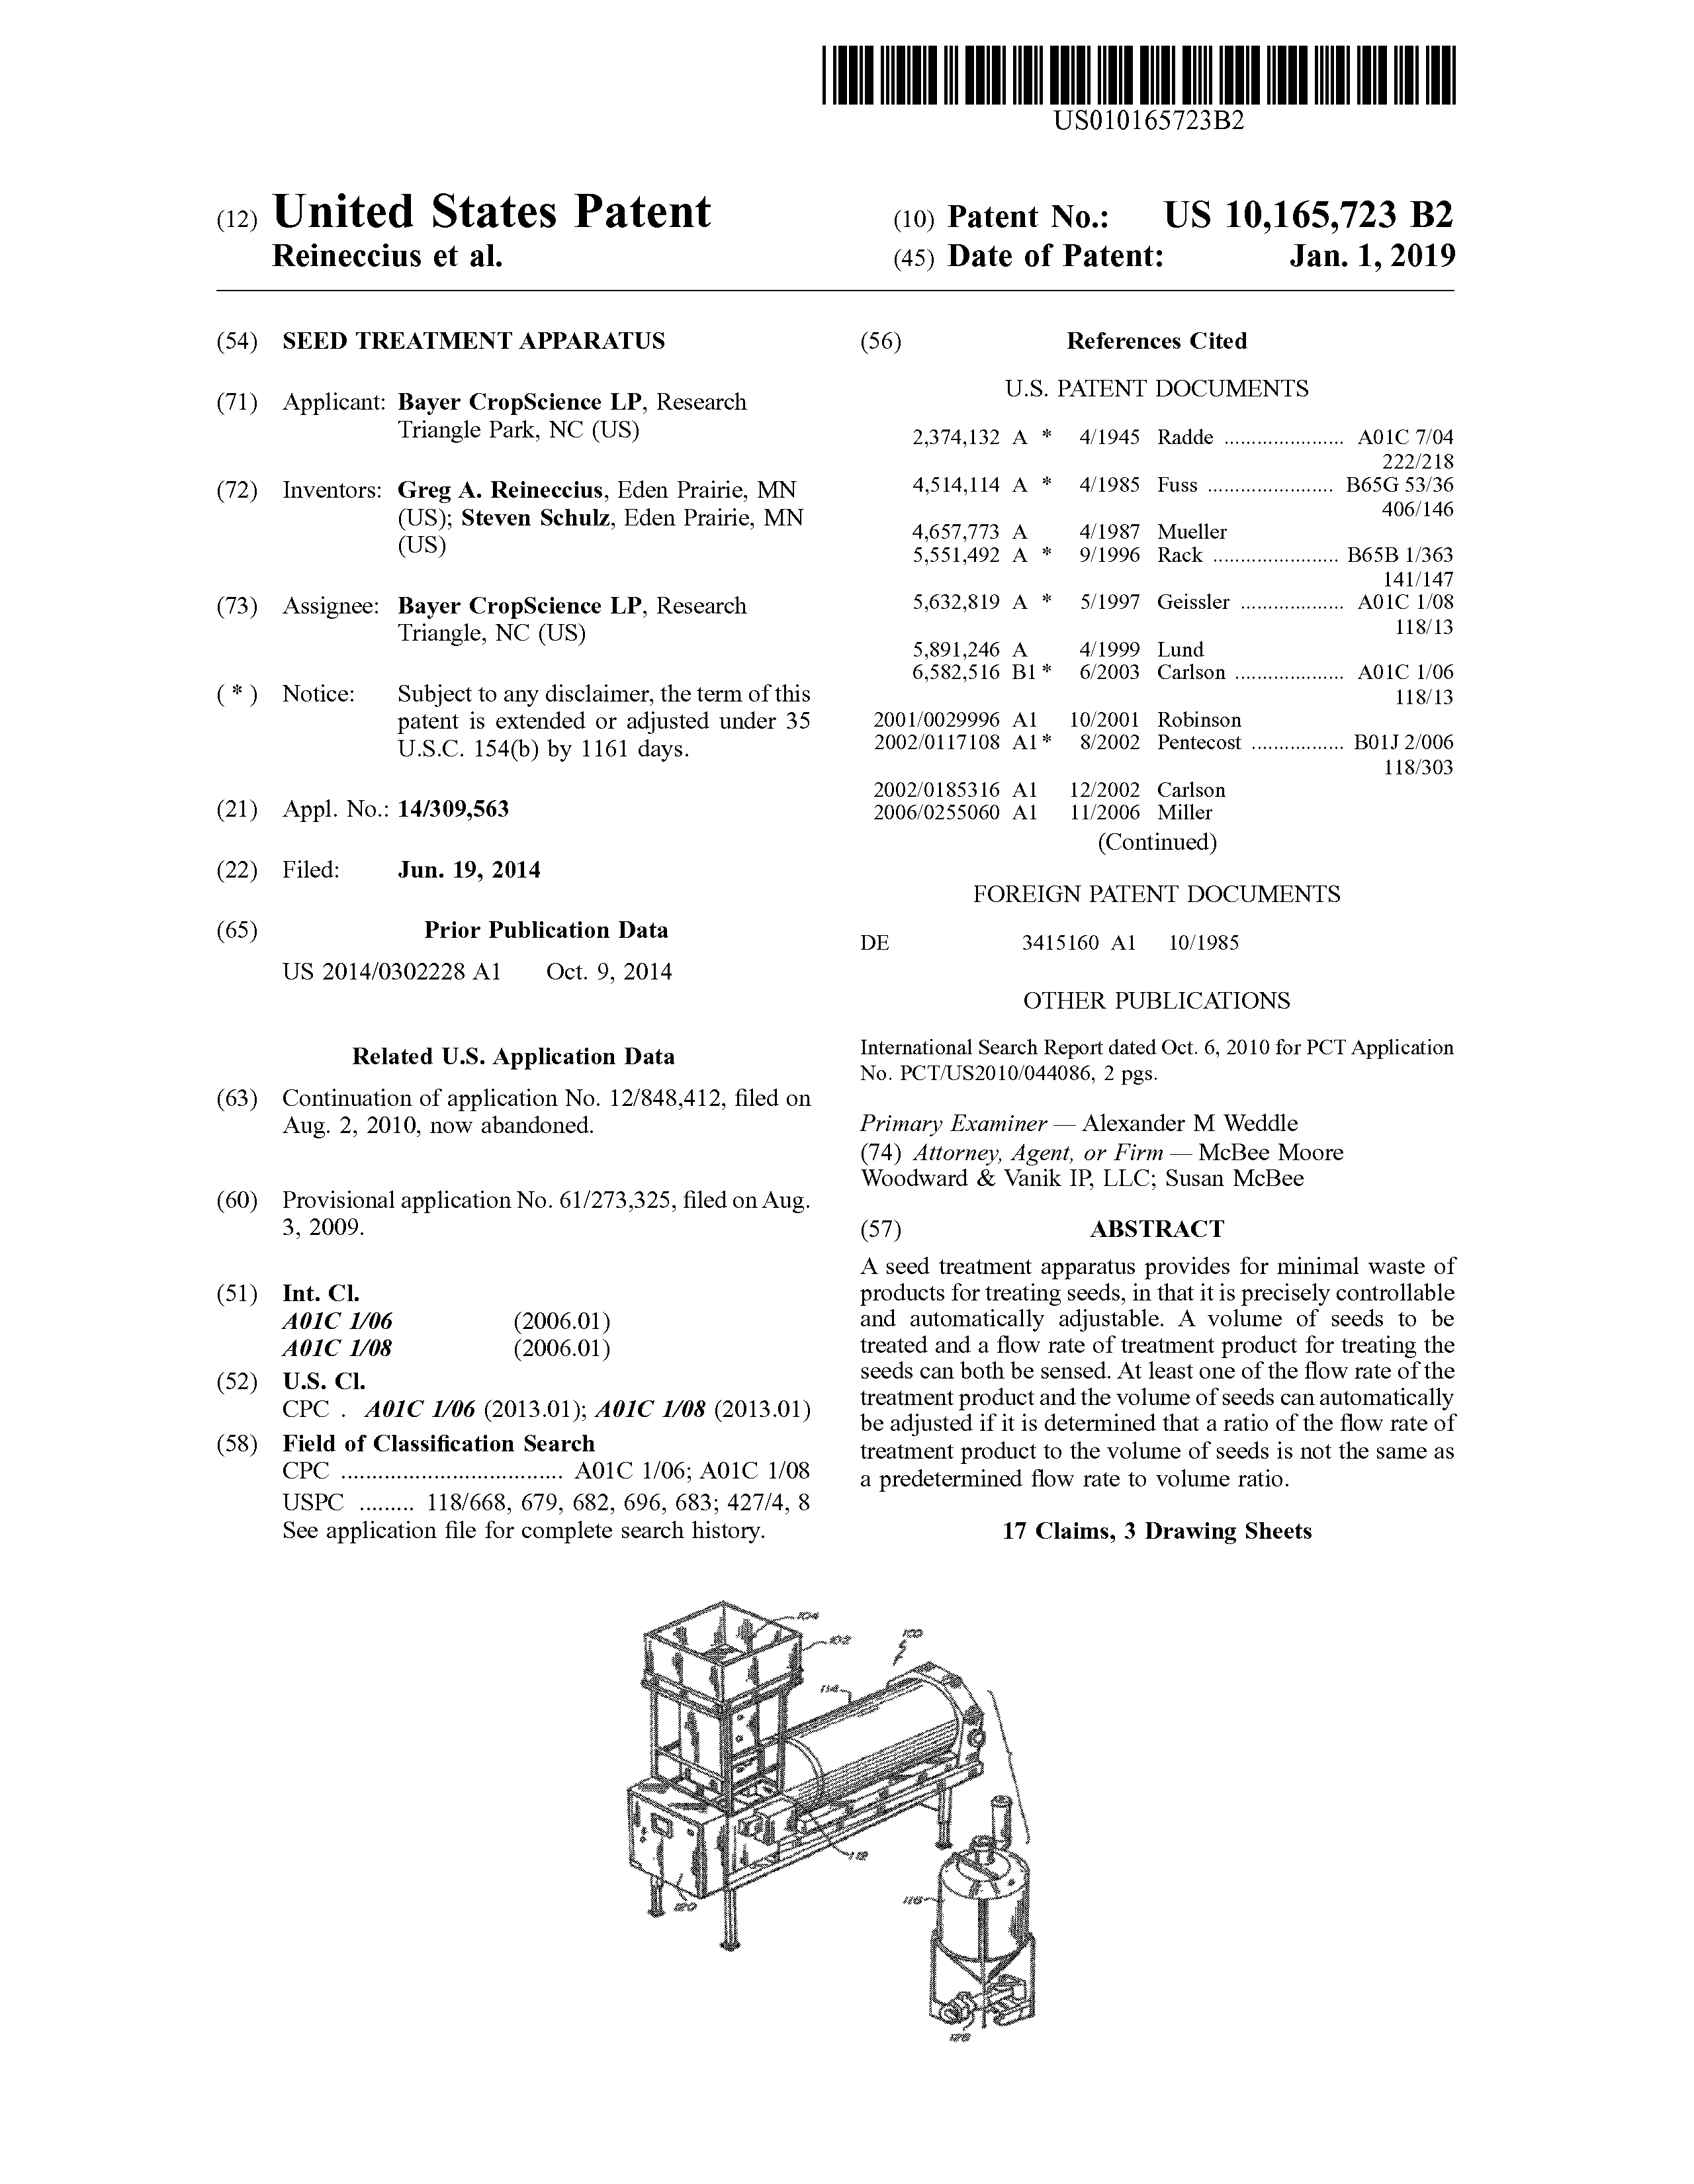 US010165723B2
(12) United States Patent
Reineccius et al.
(10) Patent No.: US 10,165,723 B2
(45) Date of Patent: Jan. 1, 2019
(54) SEED TREATMENT APPARATUS
(71) Applicant: Bayer CropScience LP, Research
Triangle Park, NC (US)
(72) Inventors: Greg A. Reineccius, Eden Prairie, MN
(US); Steven Schulz, Eden Prairie, MN
(US)
(73) Assignee: Bayer CropScience LP, Research
Triangle, NC (US)
( * ) Notice: Subject to any disclaimer, the term of this
patent is extended or adjusted under 35
U.S.C. 154(b) by 1161 days.
(21) Appl. No.: 14/309,563
(22) Filed: Jun. 19, 2014
(65) Prior Publication Data
US 2014/0302228 A1 Oct. 9, 2014
Related U.S. Application Data
(63) Continuation of application No. 12/848,412, filed on
Aug. 2, 2010, now abandoned.
(60) Provisional application No. 61/273,325, filed on Aug.
3, 2009.
(51) Int. Cl.
A01C 1/06 (2006.01)
A01C 1/08 (2006.01)
(52) U.S. Cl.
CPC . A01C 1/06 (2013.01); A01C 1/08 (2013.01)
(58) Field of Classification Search
CPC .................................... A01C 1/06; A01C 1/08
USPC ......... 118/668, 679, 682, 696, 683; 427/4, 8
See application file for complete search history.
(56) References Cited
U.S. PATENT DOCUMENTS
2,374,132 A * 4/1945 Radde ...................... A01C 7/04
222/218
4,514,114 A * 4/1985 Fuss ....................... B65G 53/36
406/146
4,657,773 A 4/1987 Mueller
5,551,492 A * 9/1996 Rack ....................... B65B 1/363
141/147
5,632,819 A * 5/1997 Geissler ................... A01C 1/08
118/13
5,891,246 A 4/1999 Lund
6,582,516 B1 * 6/2003 Carlson .................... A01C 1/06
118/13
2001/0029996 A1 10/2001 Robinson
2002/0117108 A1 * 8/2002 Pentecost ................. B01J 2/006
118/303
2002/0185316 A1 12/2002 Carlson
2006/0255060 A1 11/2006 Miller
(Continued)
FOREIGN PATENT DOCUMENTS
DE 3415160 A1 10/1985
OTHER PUBLICATIONS
International Search Report dated Oct. 6, 2010 for PCT Application
No. PCT/US2010/044086, 2 pgs.
Primary Examiner — Alexander M Weddle
(74) Attorney, Agent, or Firm — McBee Moore
Woodward & Vanik IP, LLC; Susan McBee
(57) ABSTRACT
A seed treatment apparatus provides for minimal waste of
products for treating seeds, in that it is precisely controllable
and automatically adjustable. A volume of seeds to be
treated and a flow rate of treatment product for treating the
seeds can both be sensed. At least one of the flow rate of the
treatment product and the volume of seeds can automatically
be adjusted if it is determined that a ratio of the flow rate of
treatment product to the volume of seeds is not the same as
a predetermined flow rate to volume ratio.
17 Claims, 3 Drawing Sheets
104
102
100
114
112
120